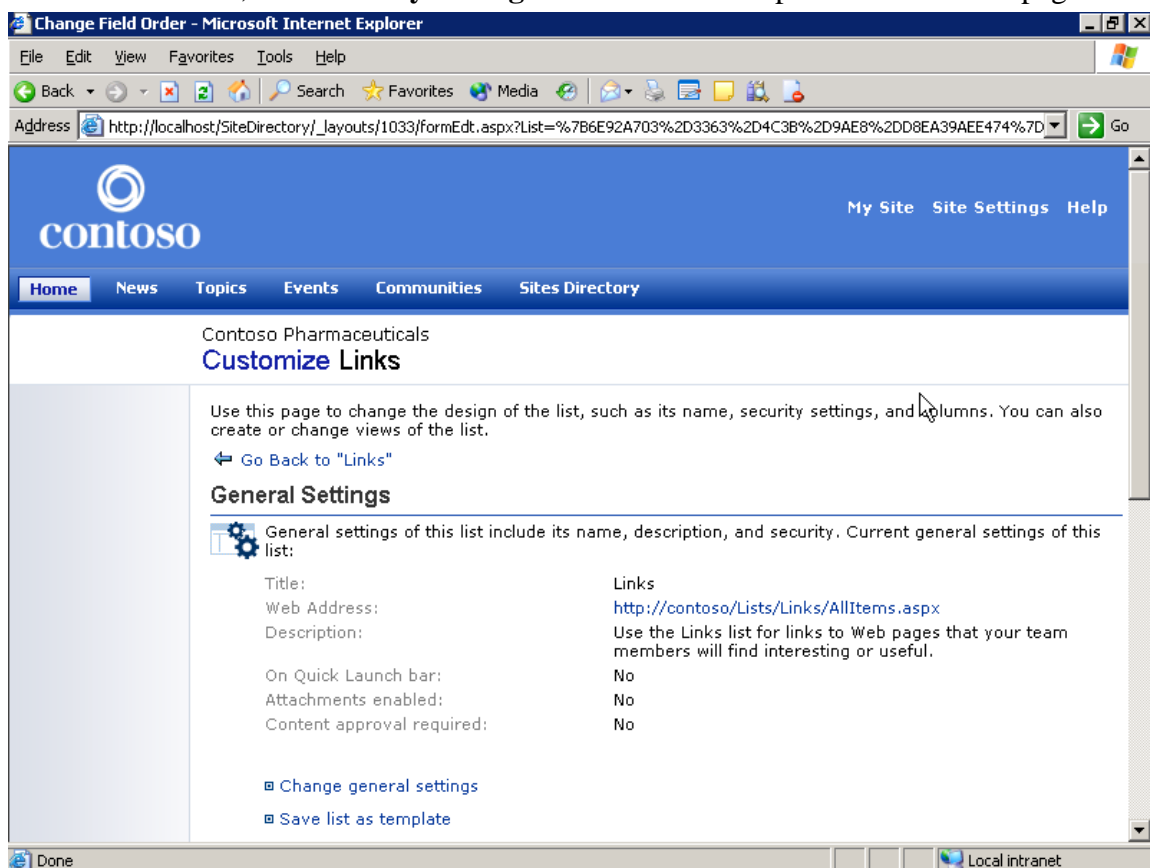 Change Field Order - Microsoft Internet Explorer
File Edit View Favorites Tools Help
Back Search Favorites Media
Address http://localhost/SiteDirectory/_layouts/1033/formEdt.aspx?List=%7B6E92A703%2D3363%2D4C3B%2D9AE8%2DD8EA39AEE474%7D Go
contoso
My Site Site Settings Help
Home News Topics Events Communities Sites Directory
Contoso Pharmaceuticals
Customize Links
Use this page to change the design of the list, such as its name, security settings, and columns. You can also
create or change views of the list.
Go Back to "Links"
General Settings
General settings of this list include its name, description, and security. Current general settings of this
list:
Title: Links
Web Address: http://contoso/Lists/Links/AllItems.aspx
Description: Use the Links list for links to Web pages that your team
members will find interesting or useful.
On Quick Launch bar: No
Attachments enabled: No
Content approval required: No
Change general settings
Save list as template
Done Local intranet